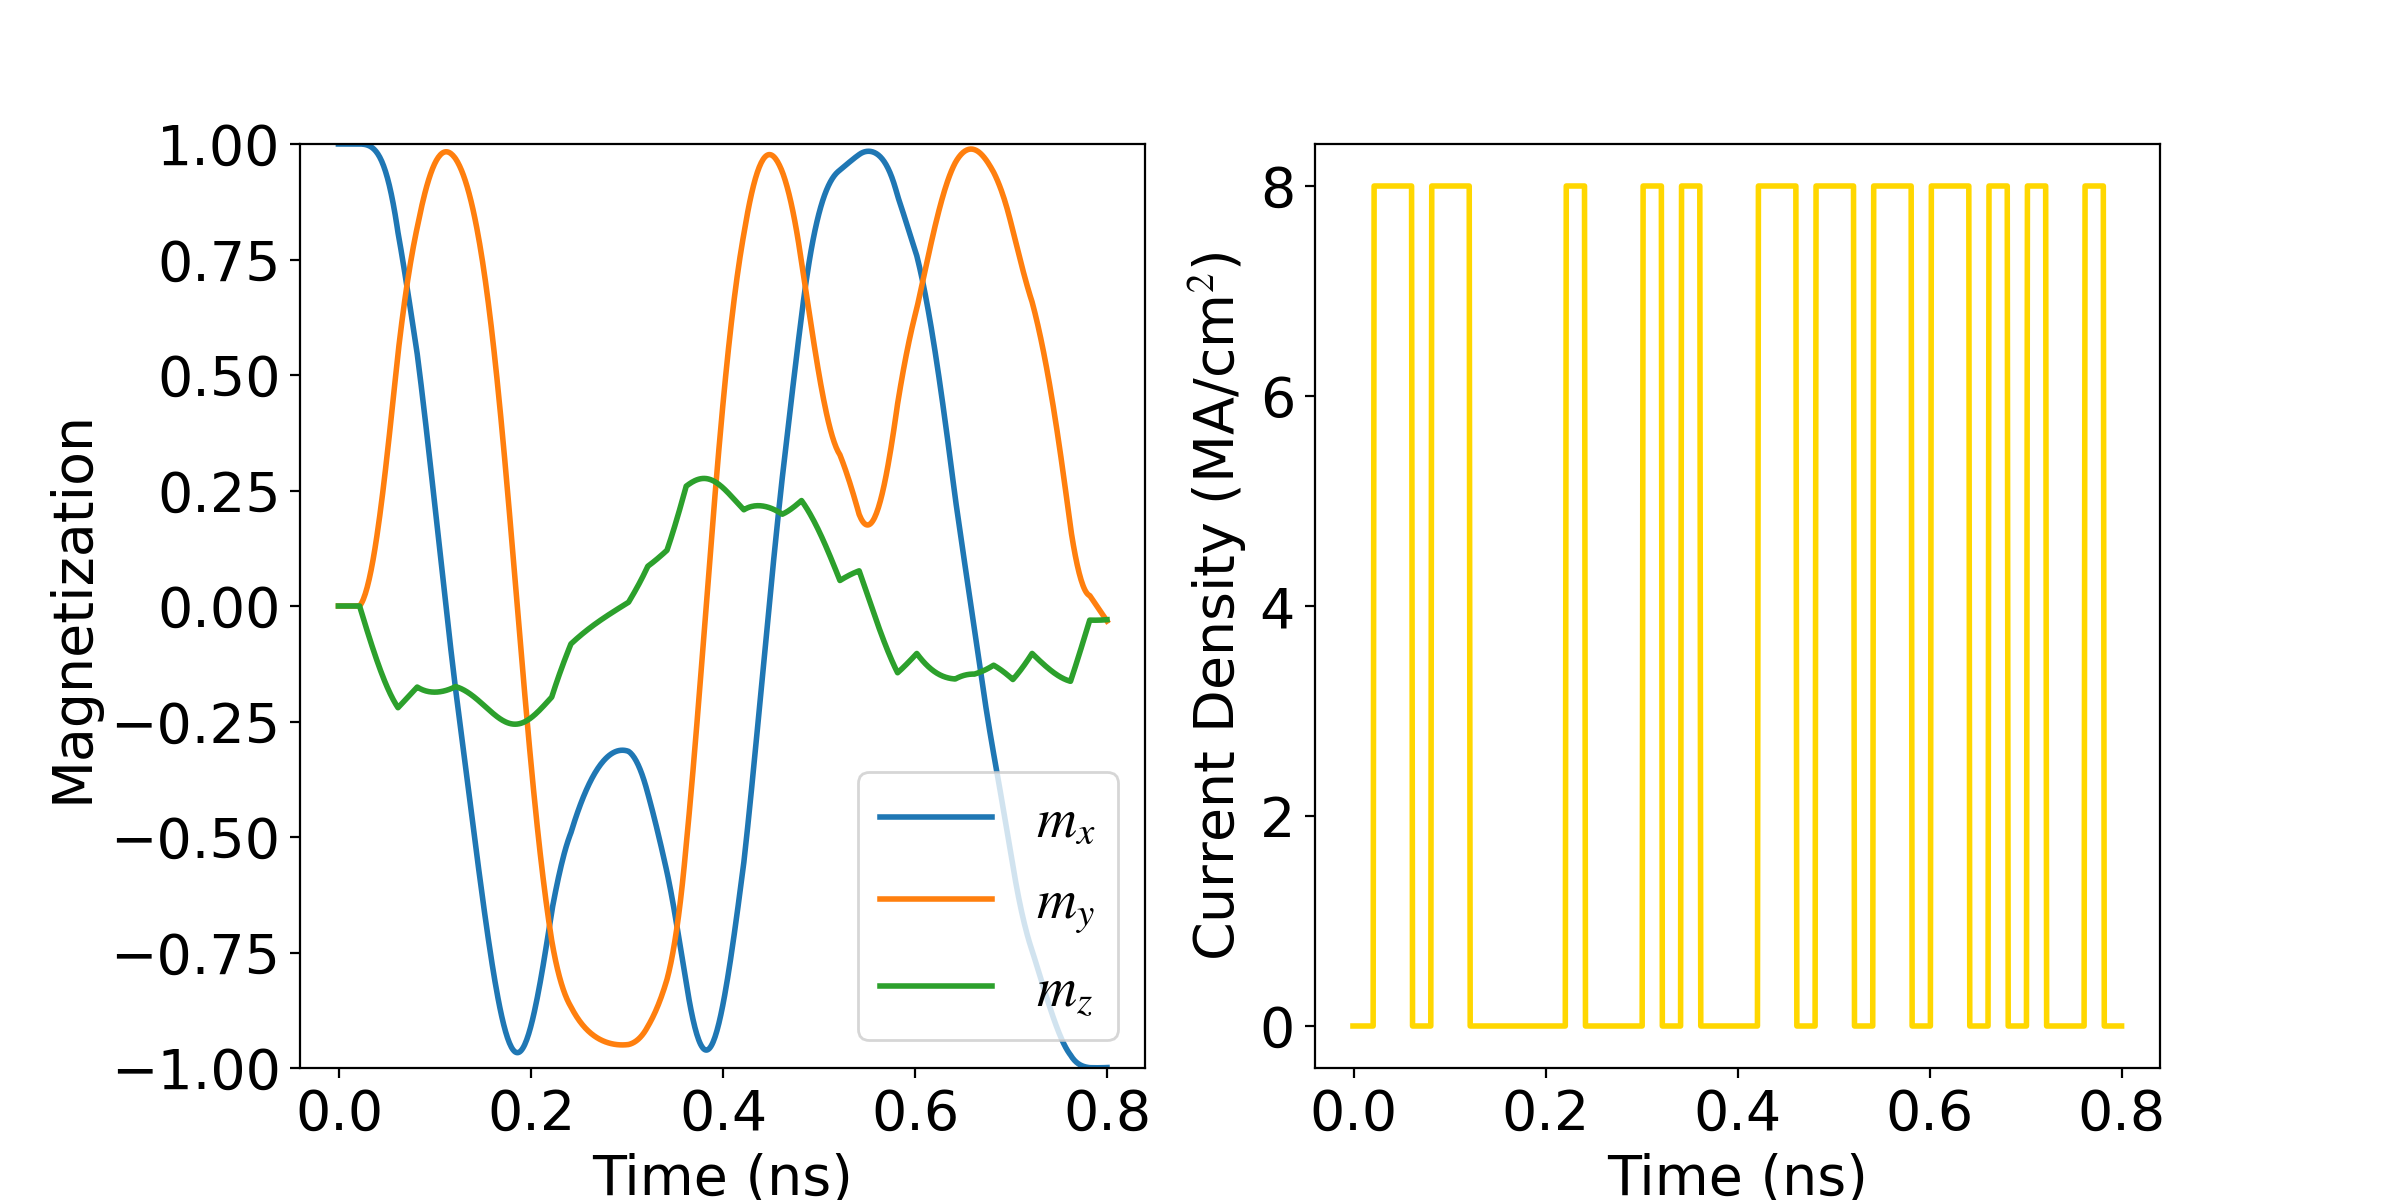 Magnetization
1.00
0.75
0.50
0.25
0.00
−0.25
−0.50
−0.75
−1.00
0.0 0.2 0.4 0.6 0.8
Time (ns)
mₓ
m_y
m_z
Current Density (MA/cm²)
8
6
4
2
0
0.0 0.2 0.4 0.6 0.8
Time (ns)